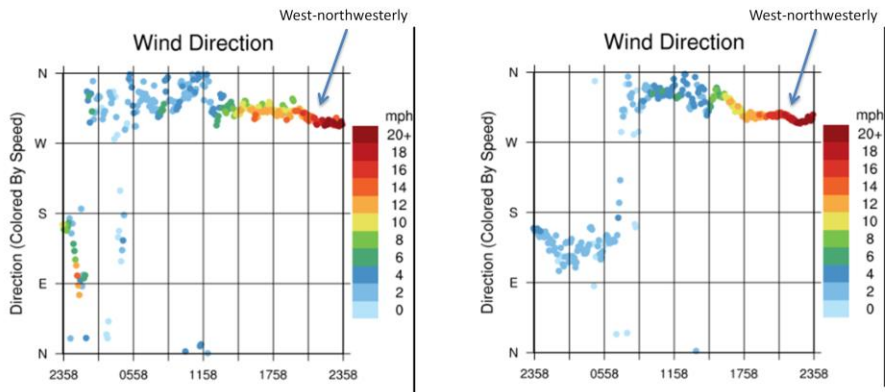 West-northwesterly
Wind Direction
Direction (Colored By Speed)
N
W
S
E
N
2358
0558
1158
1758
2358
mph
20+
18
16
14
12
10
8
6
4
2
0
West-northwesterly
Wind Direction
Direction (Colored By Speed)
N
W
S
E
N
2358
0558
1158
1758
2358
mph
20+
18
16
14
12
10
8
6
4
2
0